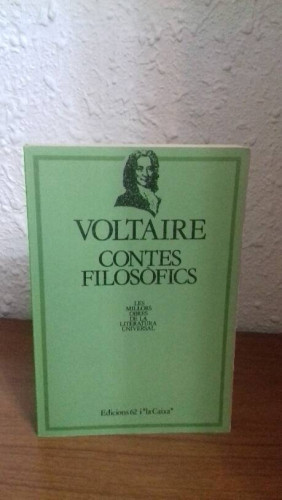 VOLTAIRE
CONTES
FILOSÒFICS
LES
MILLORS
OBRES
DE LA
LITERATURA
UNIVERSAL
Edicions 62 i "la Caixa"